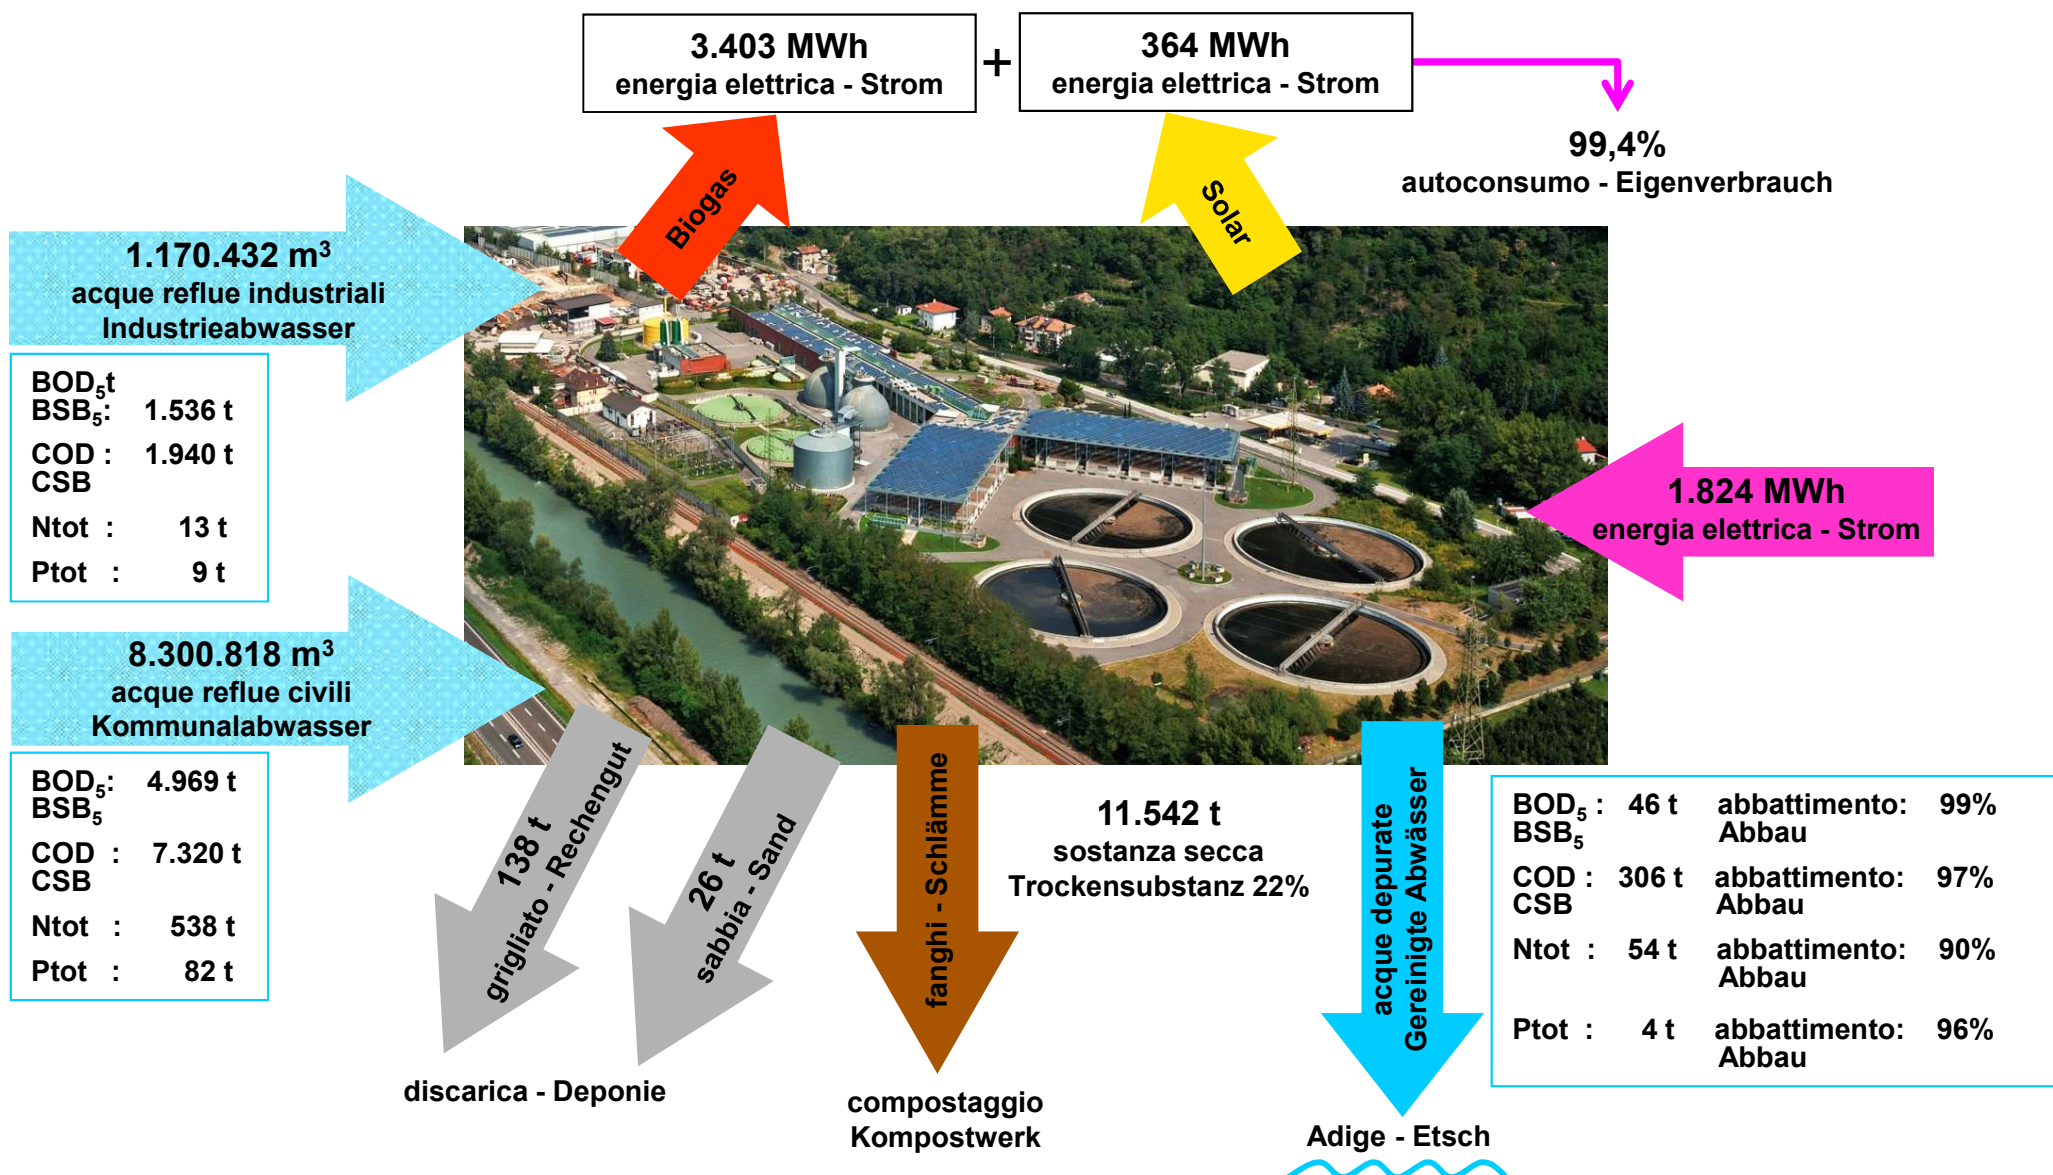 3.403 MWh
energia elettrica - Strom
+
364 MWh
energia elettrica - Strom
99,4%
autoconsumo - Eigenverbrauch
Biogas
Solar
1.170.432 m³
acque reflue industriali
Industrieabwasser
BOD₅t
BSB₅: 1.536 t
COD : 1.940 t
CSB
Ntot : 13 t
Ptot : 9 t
1.824 MWh
energia elettrica - Strom
8.300.818 m³
acque reflue civili
Kommunalabwasser
BOD₅: 4.969 t
BSB₅
COD : 7.320 t
CSB
Ntot : 538 t
Ptot : 82 t
138 t
grigliato - Rechengut
26 t
sabbia - Sand
discarica - Deponie
fanghi - Schlämme
11.542 t
sostanza secca
Trockensubstanz 22%
compostaggio
Kompostwerk
acque depurate
Gereinigte Abwässer
Adige - Etsch
BOD₅ : 46 t abbattimento: 99%
BSB₅ Abbau
COD : 306 t abbattimento: 97%
CSB Abbau
Ntot : 54 t abbattimento: 90%
Abbau
Ptot : 4 t abbattimento: 96%
Abbau